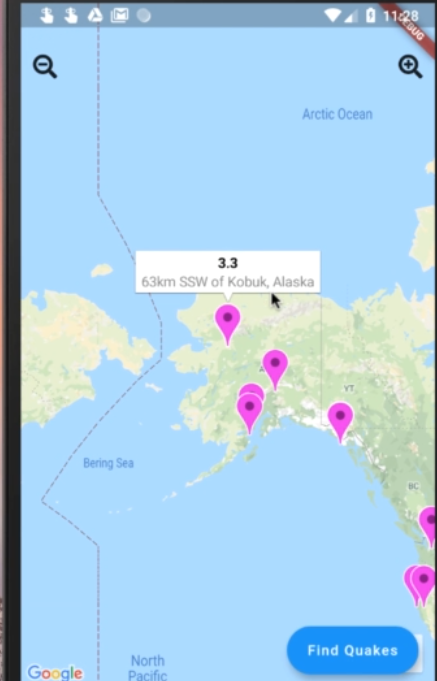 11:28
BUG
Arctic Ocean
3.3
63km SSW of Kobuk, Alaska
A
YT
Bering Sea
BC
Find Quakes
North
Pacific
Google